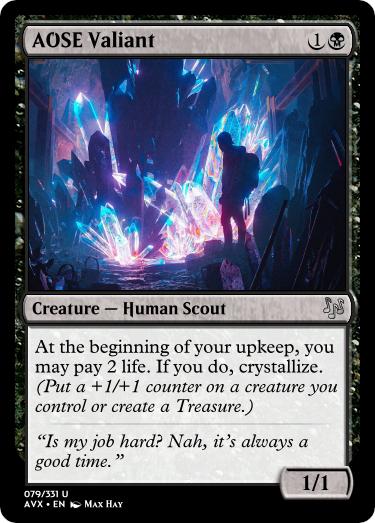 AOSE Valiant 1
Creature — Human Scout
At the beginning of your upkeep, you
may pay 2 life. If you do, crystallize.
(Put a +1/+1 counter on a creature you
control or create a Treasure.)
“Is my job hard? Nah, it’s always a
good time.”
1/1
079/331 U
AVX • EN Max Hay